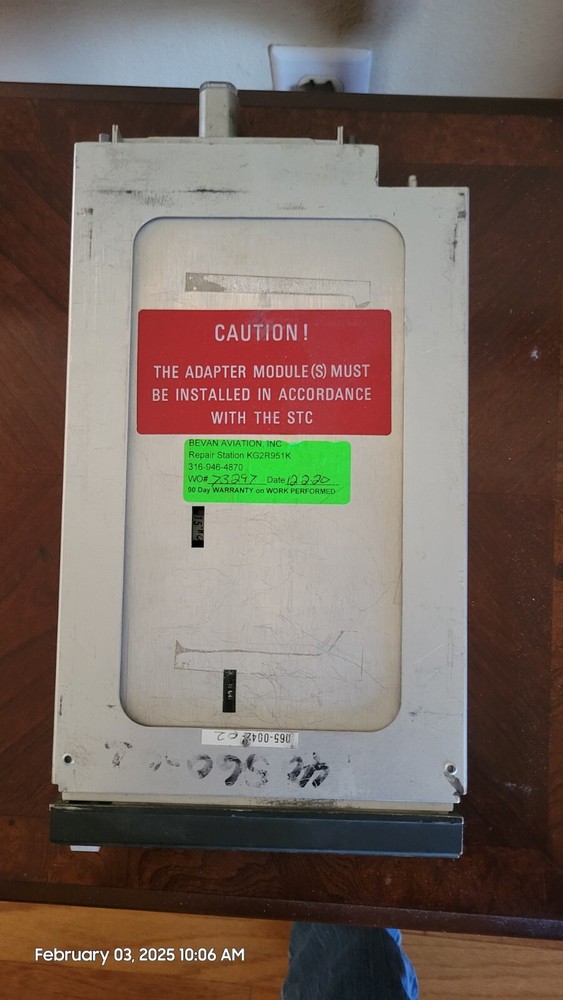 CAUTION!
THE ADAPTER MODULE(S) MUST
BE INSTALLED IN ACCORDANCE
WITH THE STC
BEVAN AVIATION, INC
Repair Station KG2R951K
316-946-4870
WO# 73297 Date 12-2-20
90 Day WARRANTY on WORK PERFORMED
065-0042 02
February 03, 2025 10:06 AM